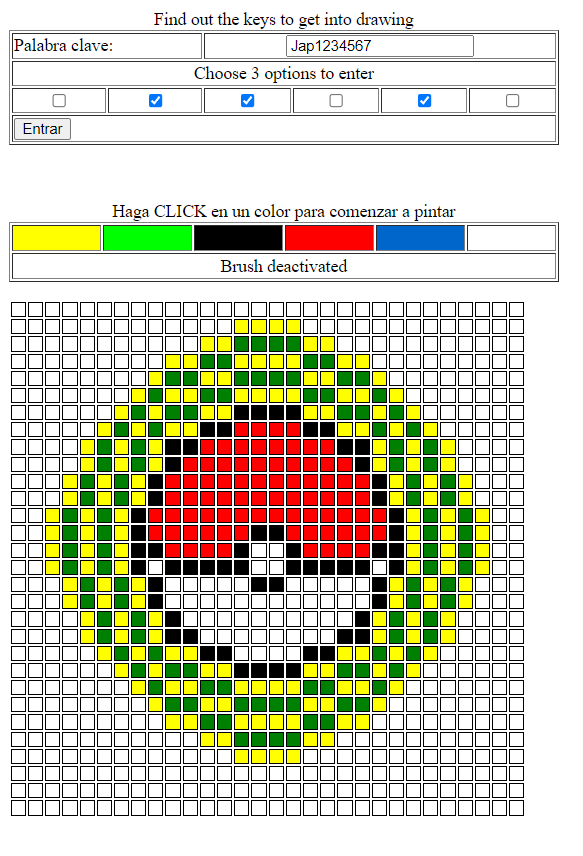 Find out the keys to get into drawing
Palabra clave: Jap1234567
Choose 3 options to enter
Entrar
Haga CLICK en un color para comenzar a pintar
Brush deactivated